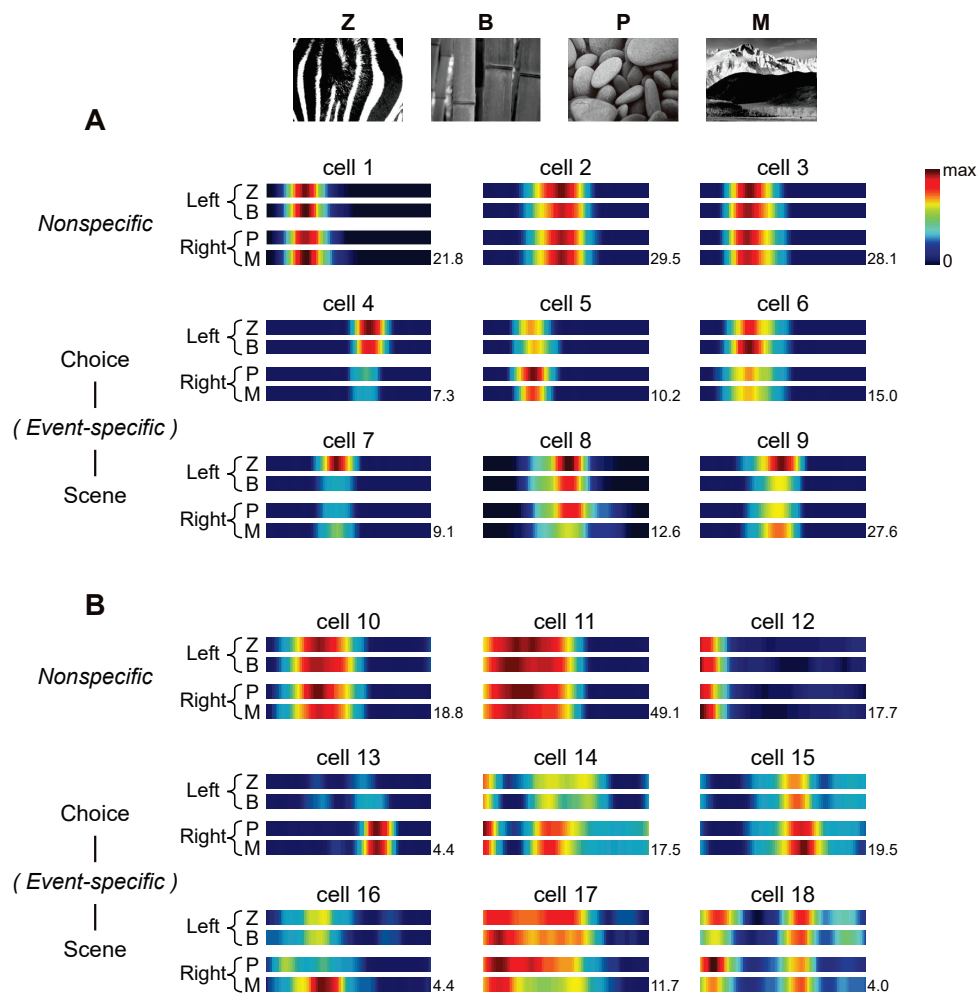 Z B P M
A
cell 1 cell 2 cell 3
max
0
Nonspecific
Left Z
B
Right P
M 21.8 29.5 28.1
cell 4 cell 5 cell 6
Left Z
B
Right P
M 7.3 10.2 15.0
Choice
( Event-specific )
Scene
cell 7 cell 8 cell 9
Left Z
B
Right P
M 9.1 12.6 27.6
B
cell 10 cell 11 cell 12
Nonspecific
Left Z
B
Right P
M 18.8 49.1 17.7
cell 13 cell 14 cell 15
Left Z
B
Right P
M 4.4 17.5 19.5
Choice
( Event-specific )
Scene
cell 16 cell 17 cell 18
Left Z
B
Right P
M 4.4 11.7 4.0